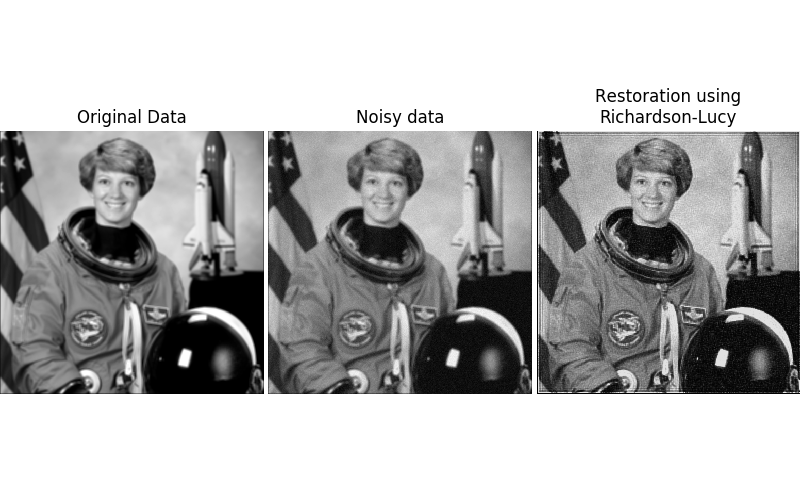 Original Data
Noisy data
Restoration using
Richardson-Lucy